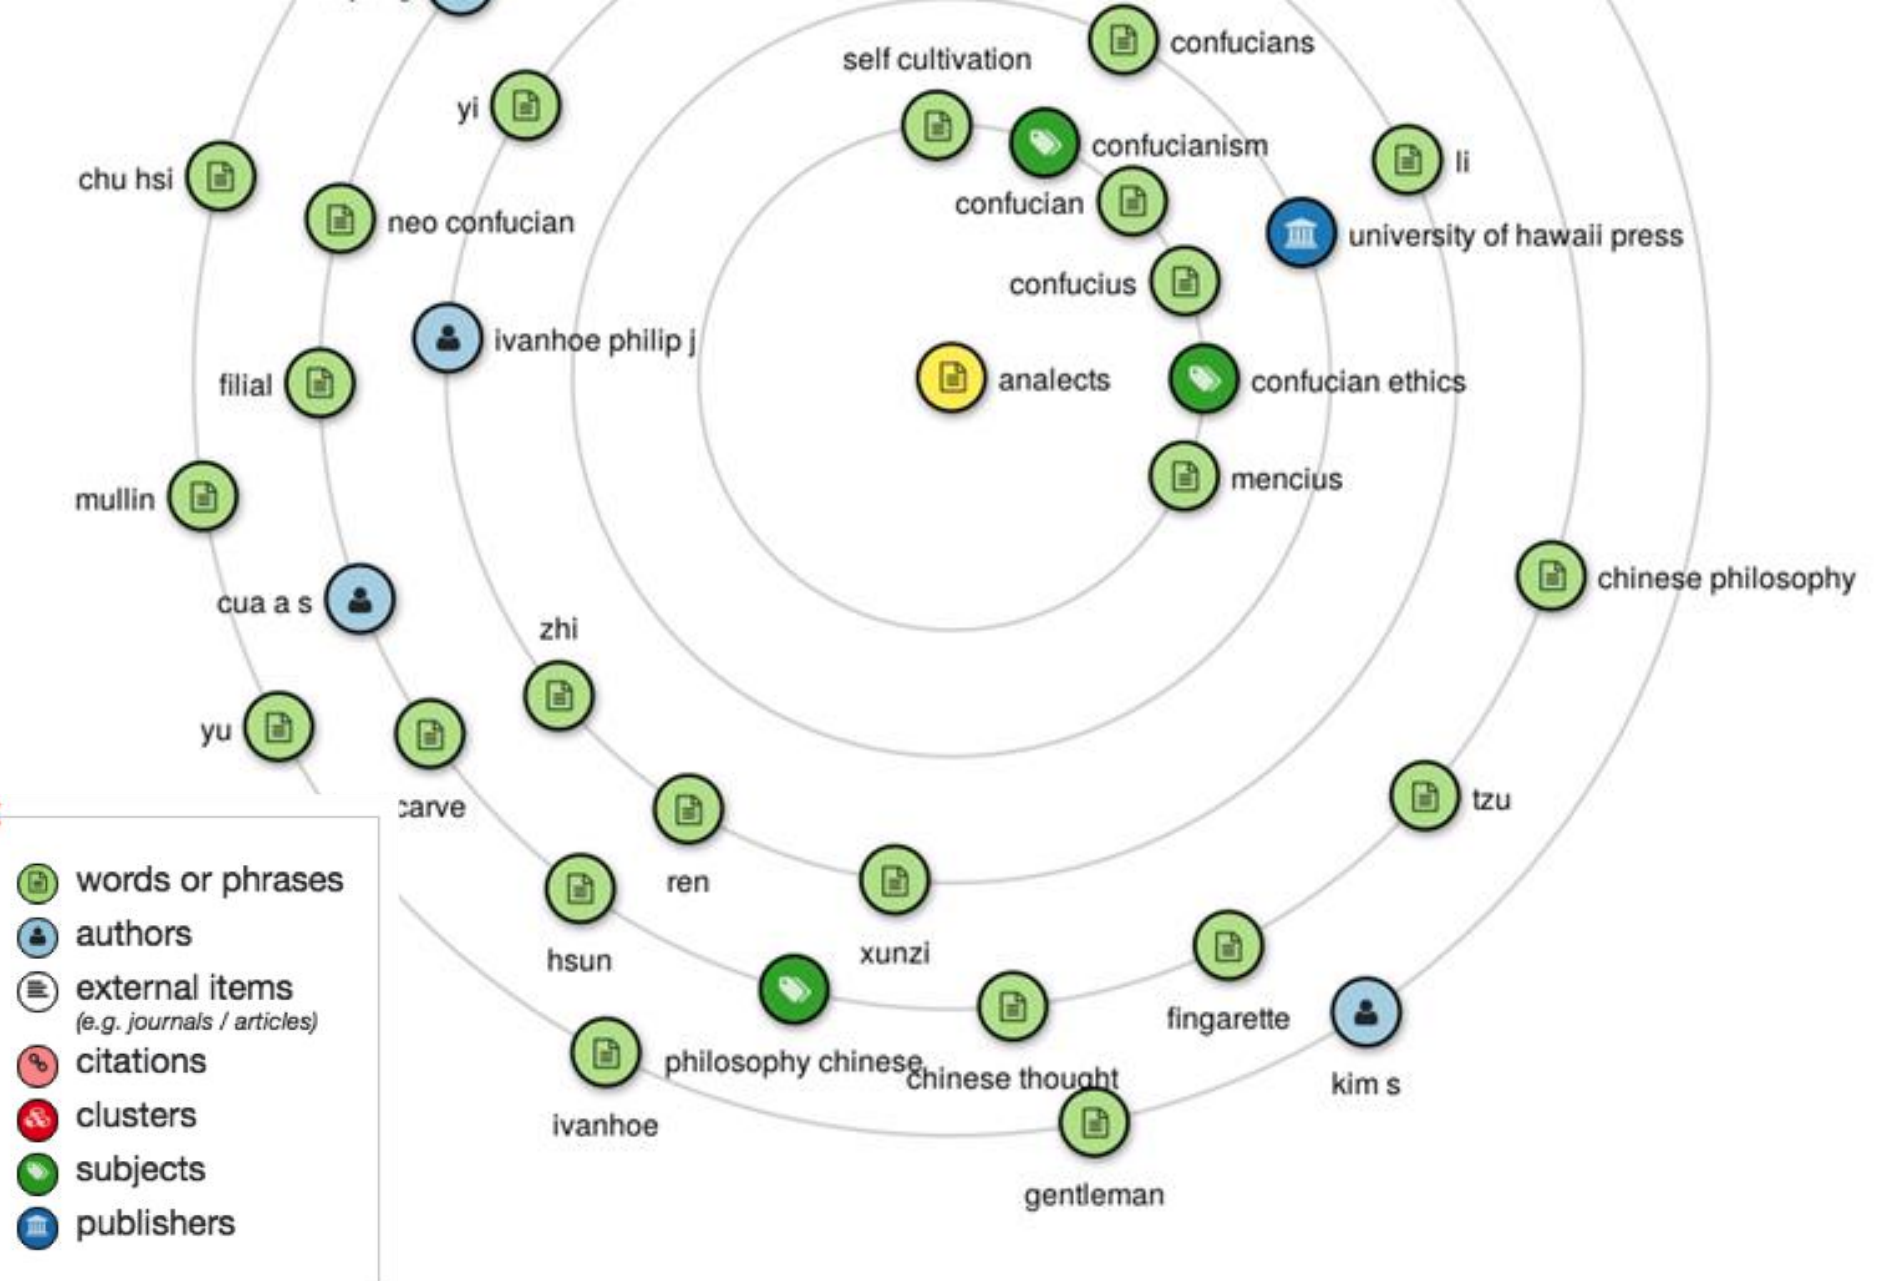 self cultivation
confucians
yi
confucianism
li
chu hsi
confucian
neo confucian
university of hawaii press
confucius
ivanhoe philip j
analects
confucian ethics
filial
mencius
mullin
chinese philosophy
cua a s
zhi
yu
tzu
carve
ren
xunzi
hsun
fingarette
philosophy chinese
chinese thought
kim s
ivanhoe
gentleman
words or phrases
authors
external items
(e.g. journals / articles)
citations
clusters
subjects
publishers